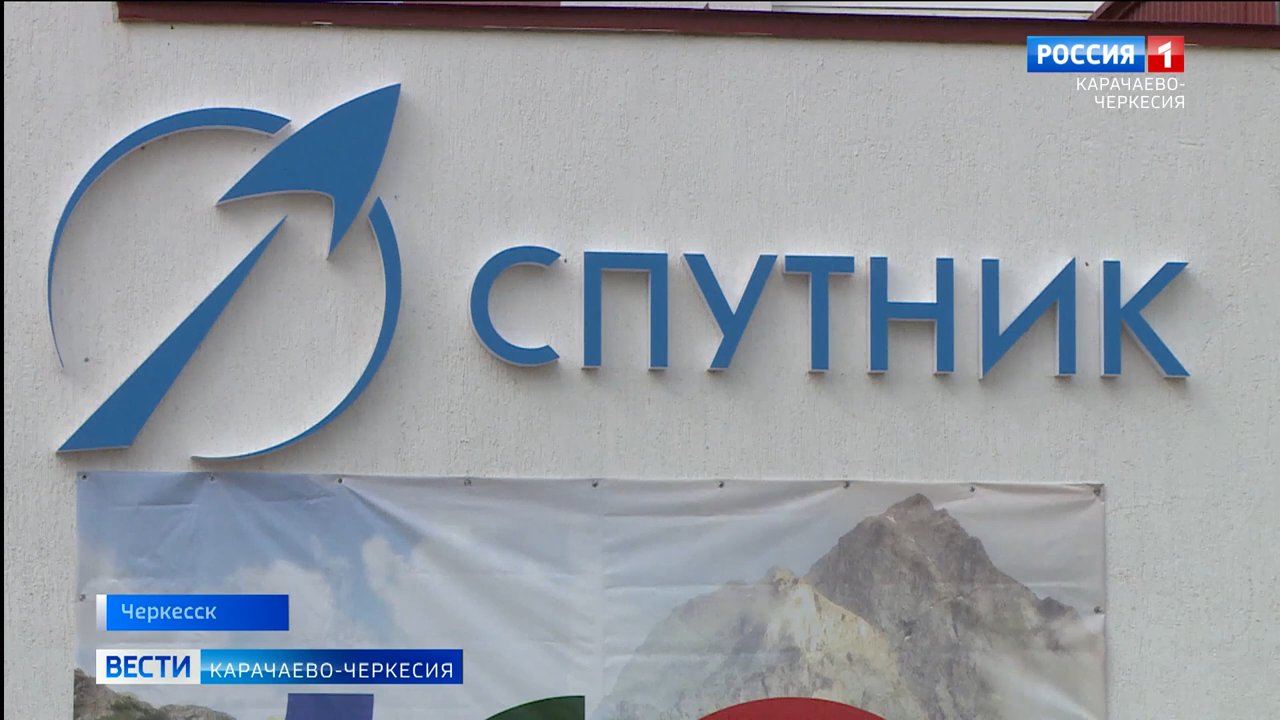 РОССИЯ 1
КАРАЧАЕВО-
ЧЕРКЕСИЯ
СПУТНИК
Черкесск
ВЕСТИ КАРАЧАЕВО-ЧЕРКЕСИЯ